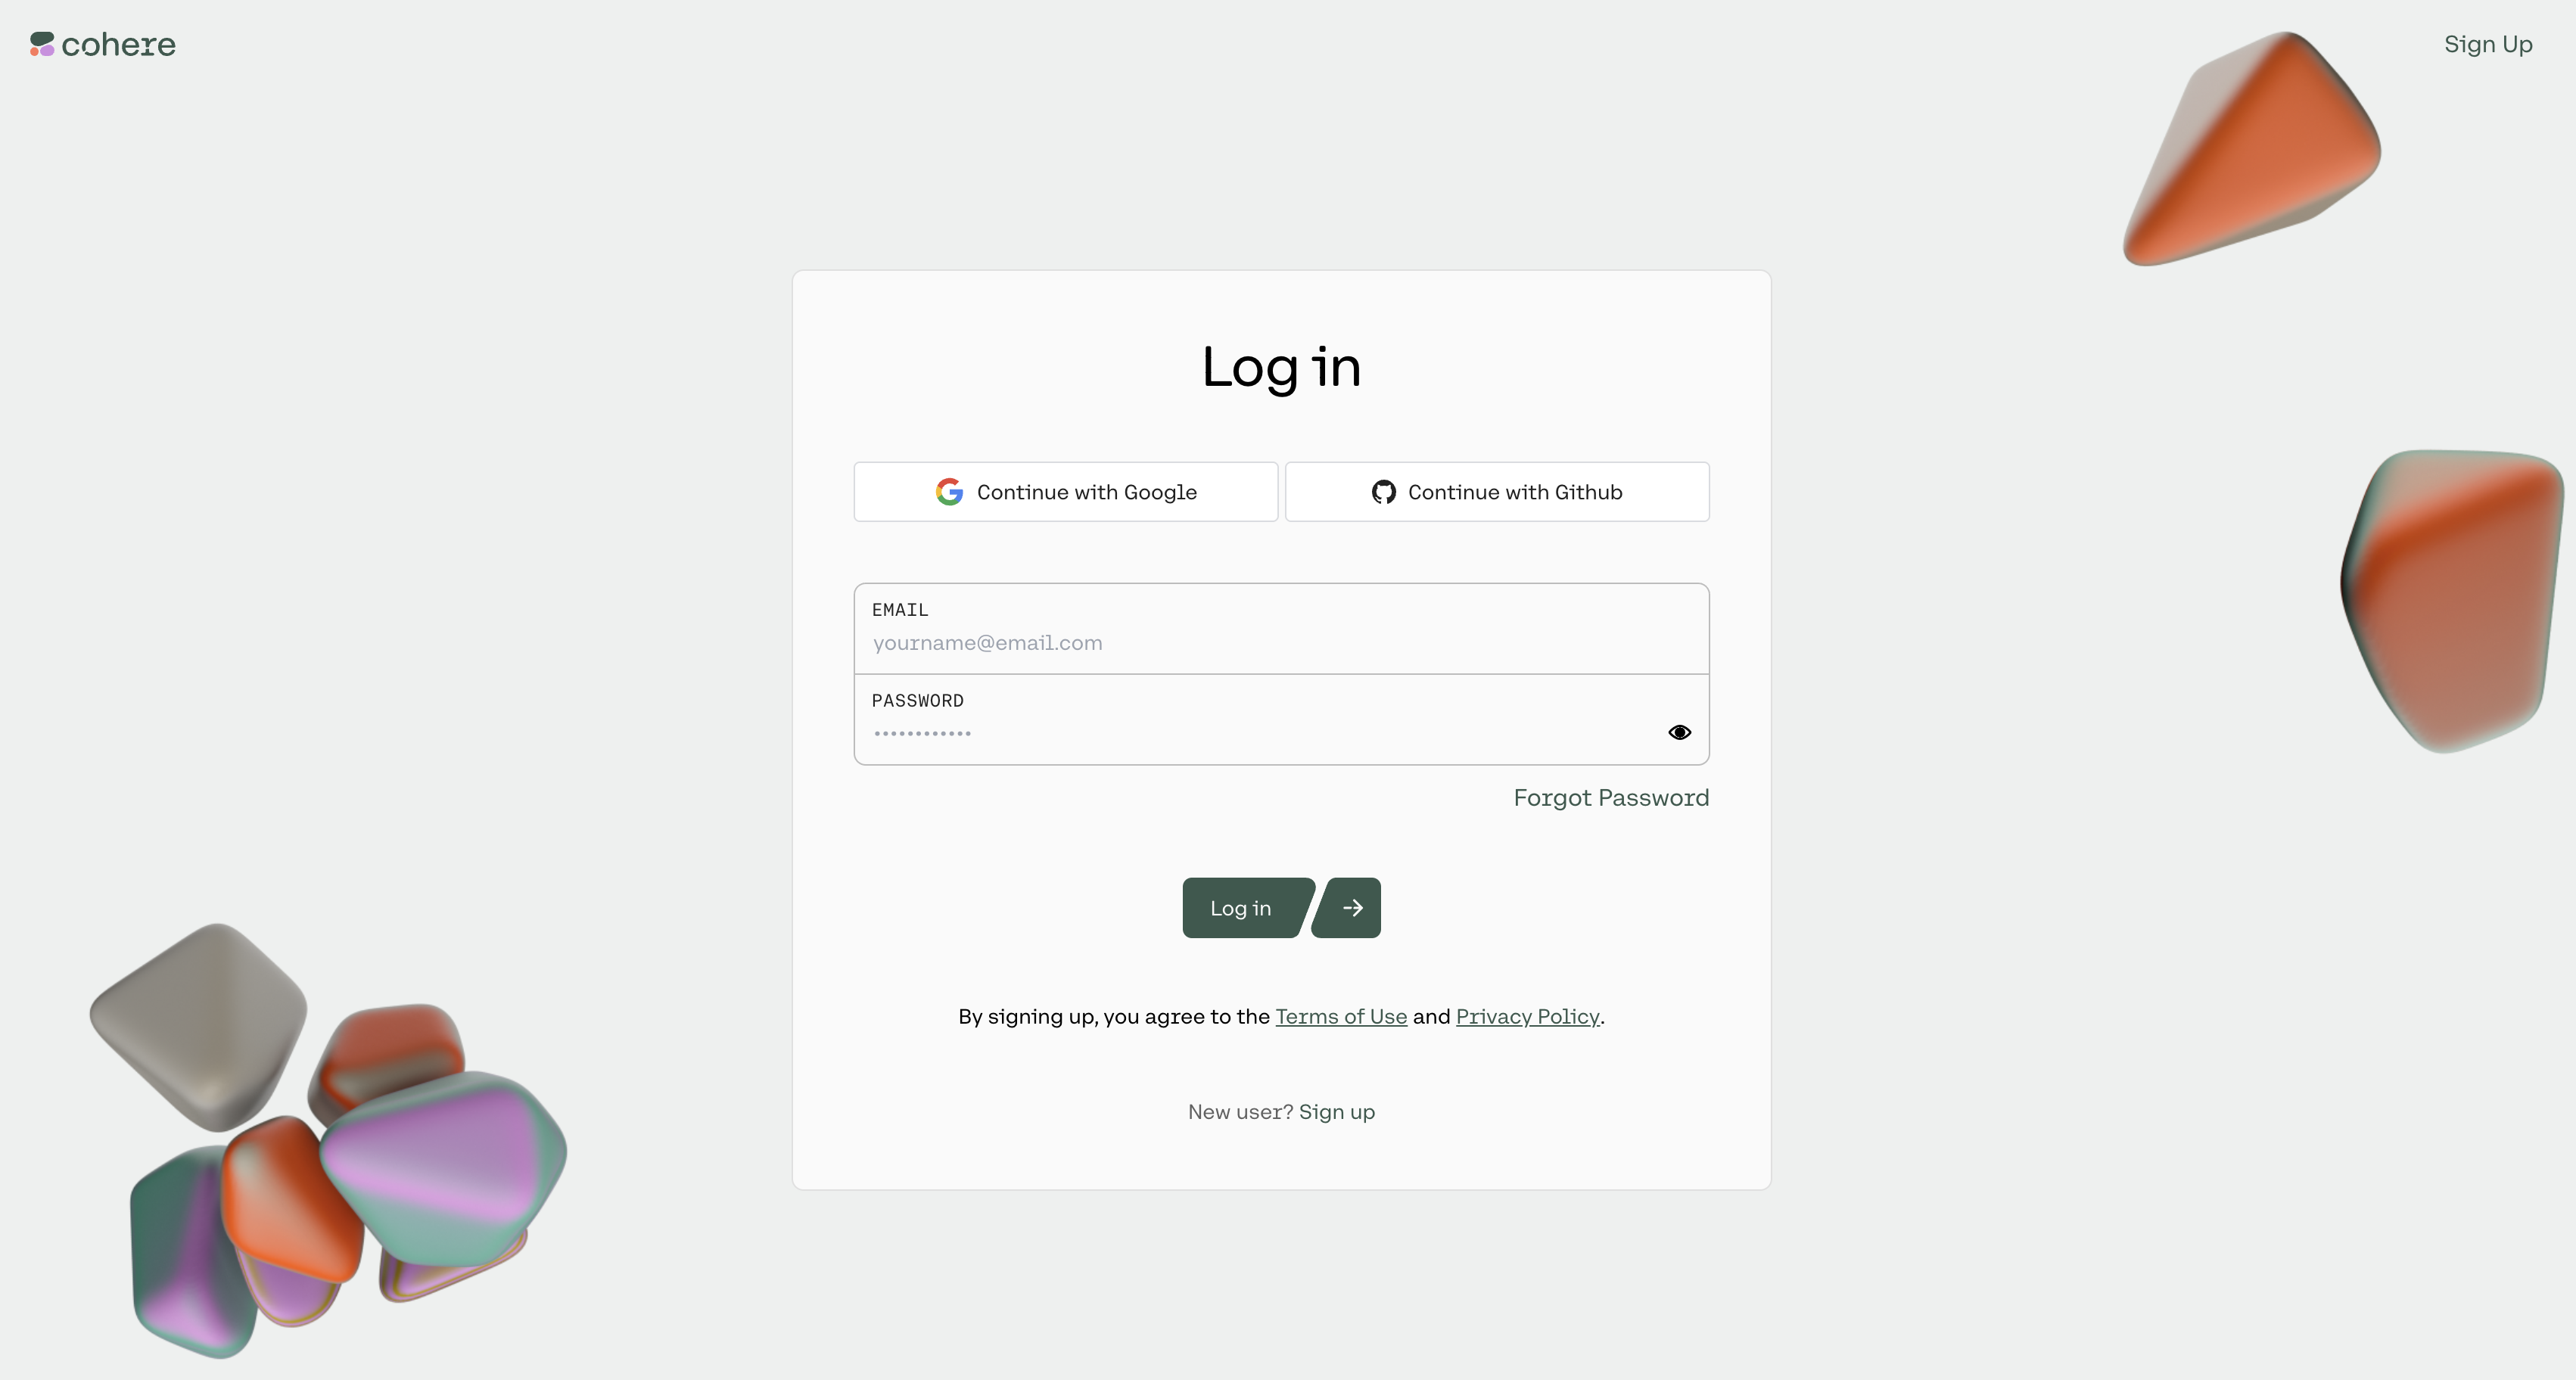 cohere
Sign Up
Log in
Continue with Google
Continue with Github
EMAIL
yourname@email.com
PASSWORD
••••••••••••
Forgot Password
Log in
By signing up, you agree to the Terms of Use and Privacy Policy.
New user? Sign up